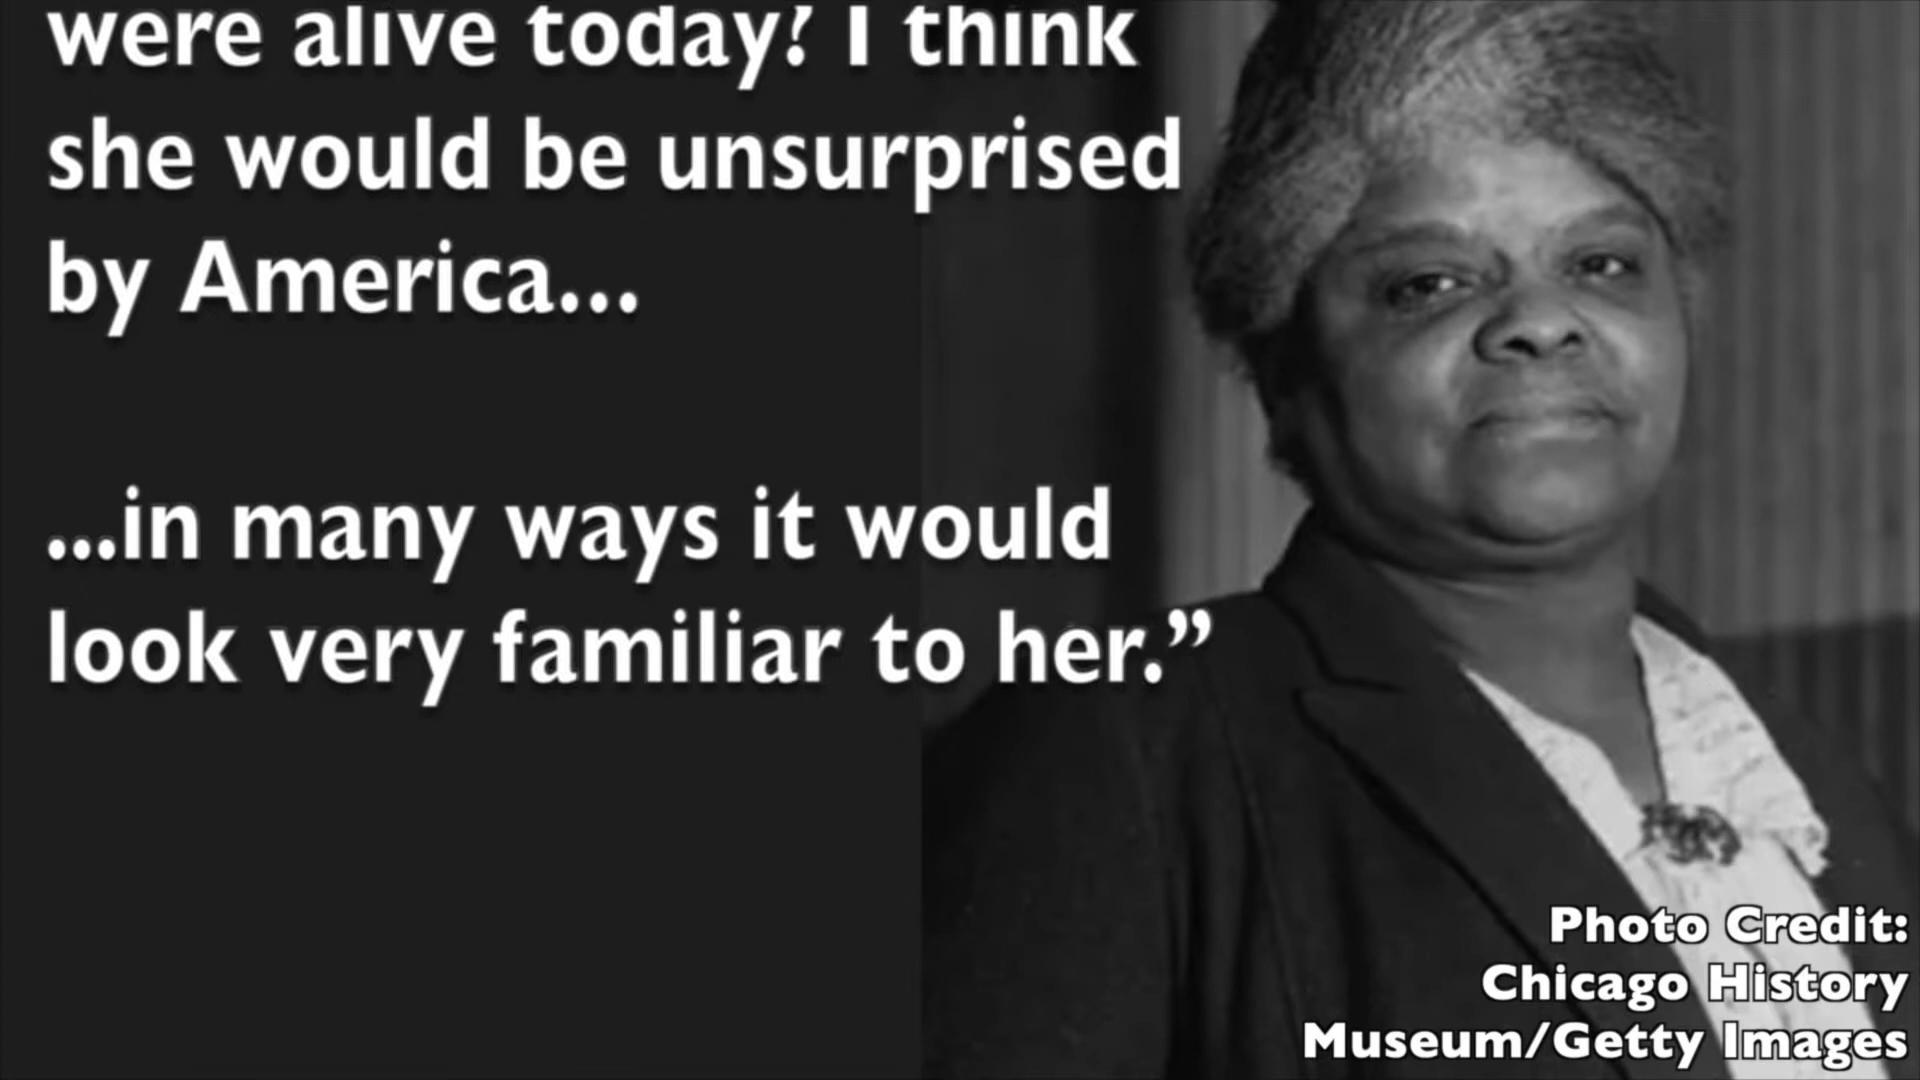 were alive today? I think
she would be unsurprised
by America...
...in many ways it would
look very familiar to her.”
Photo Credit:
Chicago History
Museum/Getty Images